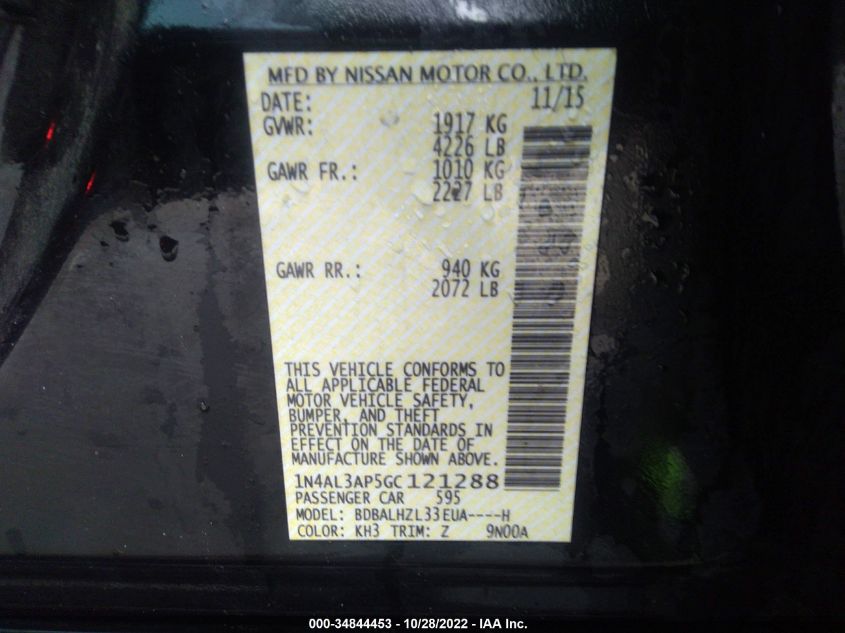 MFD BY NISSAN MOTOR CO., LTD.
DATE: 11/15
GVWR: 1917 KG
4226 LB
GAWR FR.: 1010 KG
2227 LB
GAWR RR.: 940 KG
2072 LB
THIS VEHICLE CONFORMS TO
ALL APPLICABLE FEDERAL
MOTOR VEHICLE SAFETY,
BUMPER, AND THEFT
PREVENTION STANDARDS IN
EFFECT ON THE DATE OF
MANUFACTURE SHOWN ABOVE.
1N4AL3AP5GC121288
PASSENGER CAR 595
MODEL: BDBALHZL33EUA----H
COLOR: KH3 TRIM: Z 9N00A
000-34844453 - 10/28/2022 - IAA Inc.